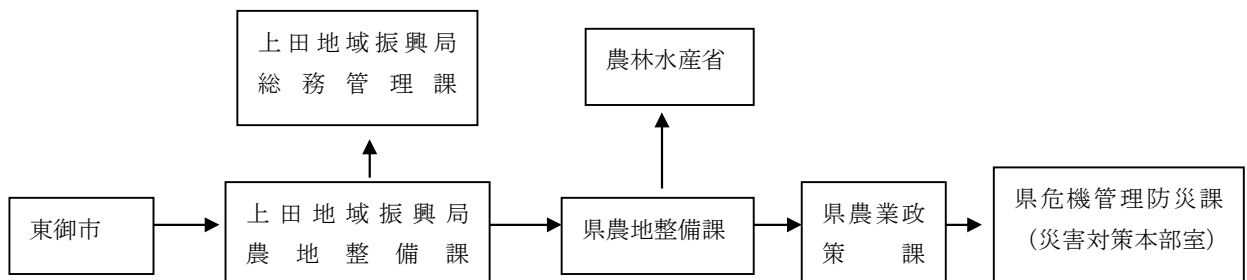 上田地域振興局
総務管理課
農林水産省
東御市
上田地域振興局
農地整備課
県農地整備課
県農業政
策課
県危機管理防災課
(災害対策本部室)